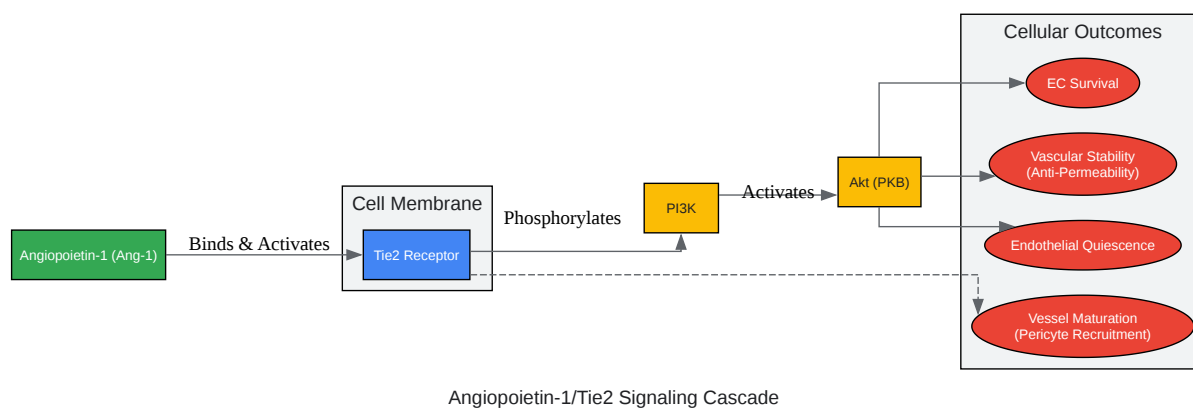 Angiopoietin-1 (Ang-1)
Binds & Activates
Cell Membrane
Tie2 Receptor
Phosphorylates
PI3K
Activates
Akt (PKB)
Cellular Outcomes
EC Survival
Vascular Stability
(Anti-Permeability)
Endothelial Quiescence
Vessel Maturation
(Pericyte Recruitment)
Angiopoietin-1/Tie2 Signaling Cascade